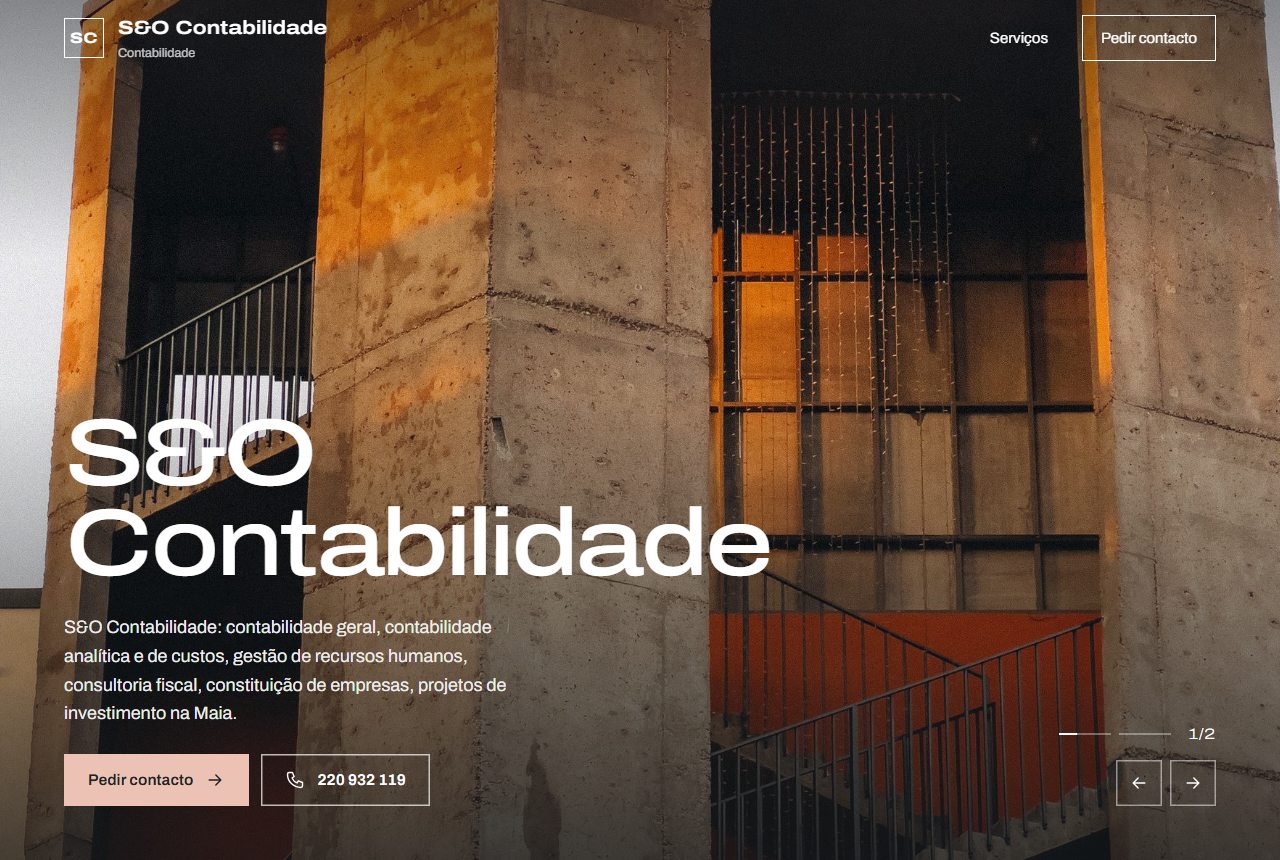 SC
S&O Contabilidade
Contabilidade
Serviços
Pedir contacto
S&O
Contabilidade
S&O Contabilidade: contabilidade geral, contabilidade
analítica e de custos, gestão de recursos humanos,
consultoria fiscal, constituição de empresas, projetos de
investimento na Maia.
1/2
Pedir contacto
220 932 119